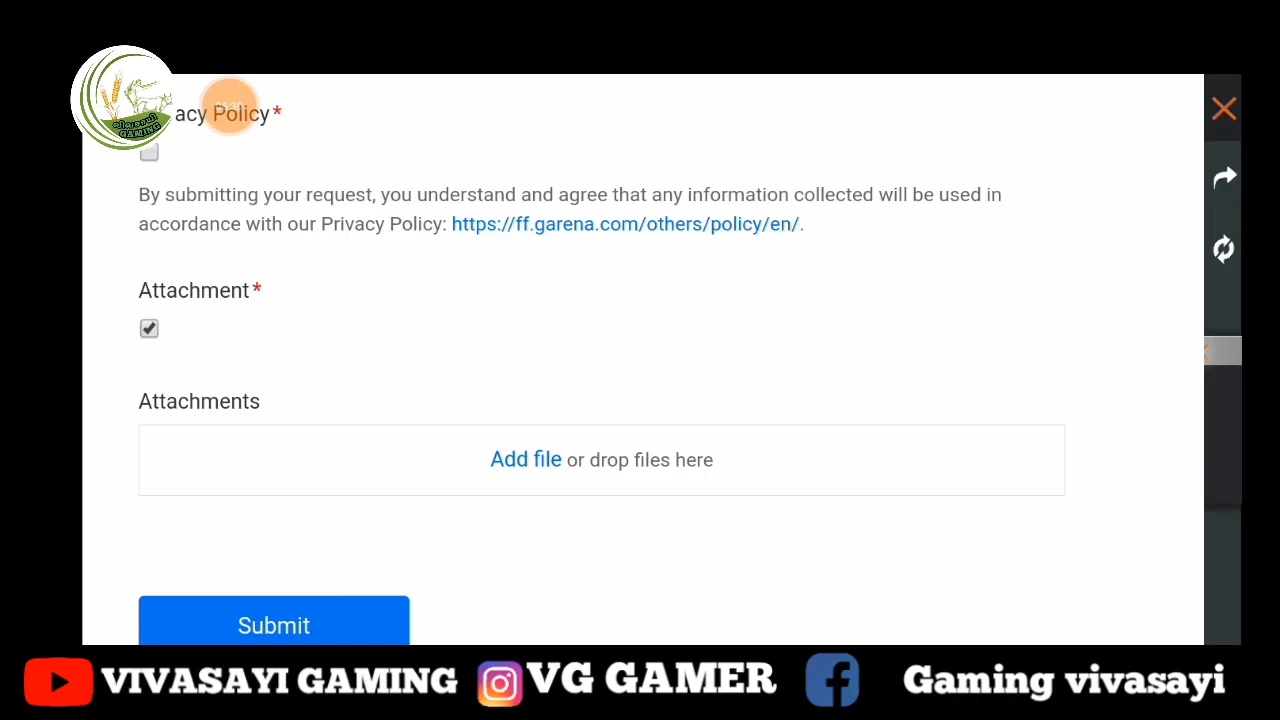 acy Policy*
By submitting your request, you understand and agree that any information collected will be used in
accordance with our Privacy Policy: https://ff.garena.com/others/policy/en/.
Attachment*
Attachments
Add file or drop files here
Submit
GAMING
VIVASAYI GAMING
VG GAMER
Gaming vivasayi